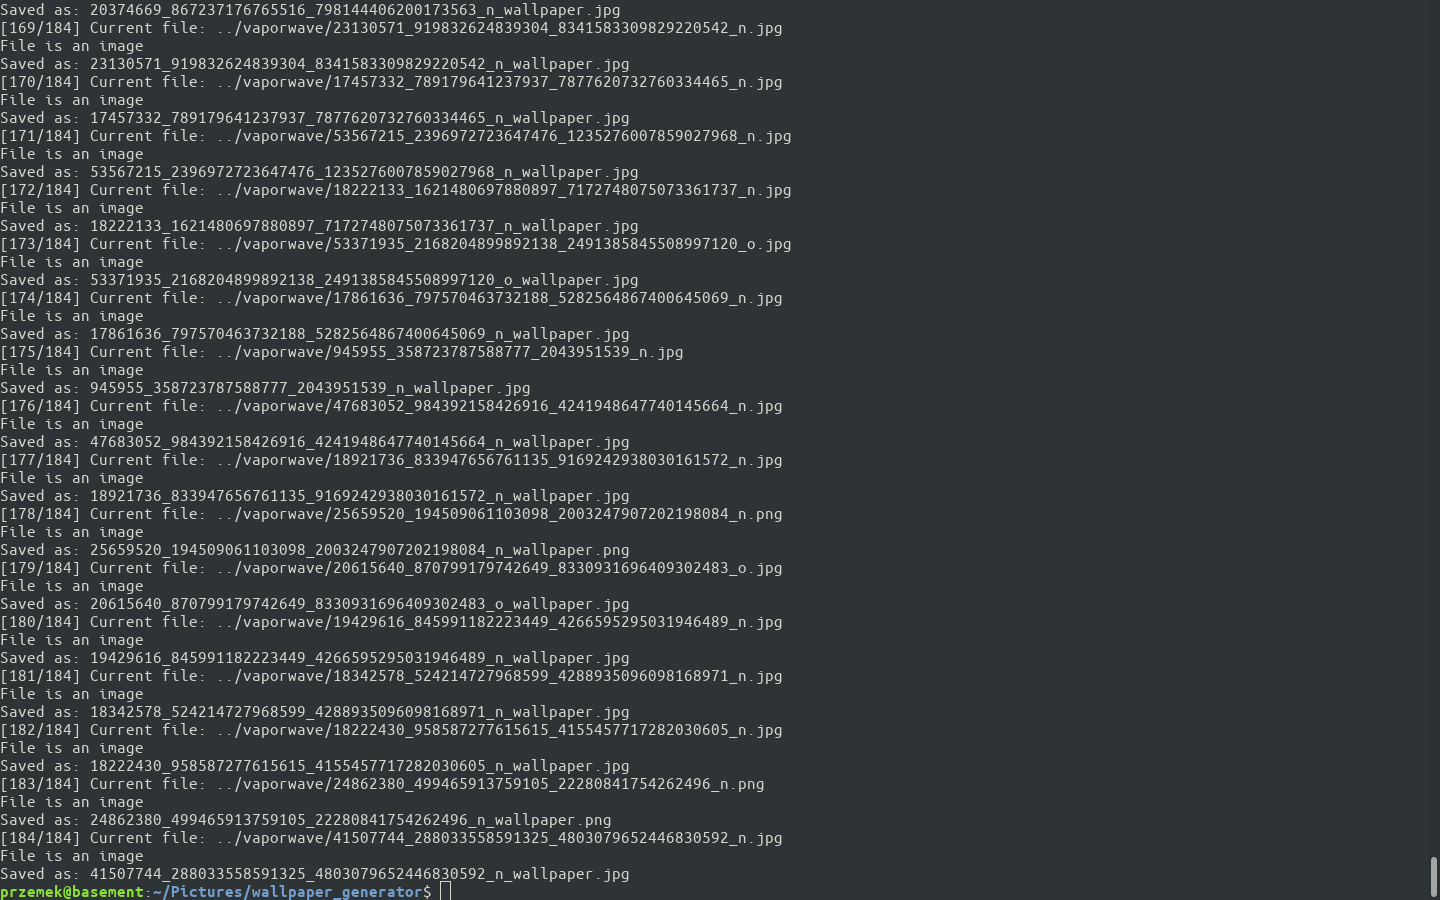 Saved as: 20374669_867237176765516_798144406200173563_n_wallpaper.jpg
[169/184] Current file: ../vaporwave/23130571_919832624839304_8341583309829220542_n.jpg
File is an image
Saved as: 23130571_919832624839304_8341583309829220542_n_wallpaper.jpg
[170/184] Current file: ../vaporwave/17457332_789179641237937_7877620732760334465_n.jpg
File is an image
Saved as: 17457332_789179641237937_7877620732760334465_n_wallpaper.jpg
[171/184] Current file: ../vaporwave/53567215_2396972723647476_1235276007859027968_n.jpg
File is an image
Saved as: 53567215_2396972723647476_1235276007859027968_n_wallpaper.jpg
[172/184] Current file: ../vaporwave/18222133_1621480697880897_7172748075073361737_n.jpg
File is an image
Saved as: 18222133_1621480697880897_7172748075073361737_n_wallpaper.jpg
[173/184] Current file: ../vaporwave/53371935_2168204899892138_2491385845508997120_o.jpg
File is an image
Saved as: 53371935_2168204899892138_2491385845508997120_o_wallpaper.jpg
[174/184] Current file: ../vaporwave/17861636_797570463732188_5282564867400645069_n.jpg
File is an image
Saved as: 17861636_797570463732188_5282564867400645069_n_wallpaper.jpg
[175/184] Current file: ../vaporwave/945955_358723787588777_2043951539_n.jpg
File is an image
Saved as: 945955_358723787588777_2043951539_n_wallpaper.jpg
[176/184] Current file: ../vaporwave/47683052_984392158426916_4241948647740145664_n.jpg
File is an image
Saved as: 47683052_984392158426916_4241948647740145664_n_wallpaper.jpg
[177/184] Current file: ../vaporwave/18921736_833947656761135_9169242938030161572_n.jpg
File is an image
Saved as: 18921736_833947656761135_9169242938030161572_n_wallpaper.jpg
[178/184] Current file: ../vaporwave/25659520_194509061103098_2003247907202198084_n.png
File is an image
Saved as: 25659520_194509061103098_2003247907202198084_n_wallpaper.png
[179/184] Current file: ../vaporwave/20615640_870799179742649_8330931696409302483_o.jpg
File is an image
Saved as: 20615640_870799179742649_8330931696409302483_o_wallpaper.jpg
[180/184] Current file: ../vaporwave/19429616_845991182223449_4266595295031946489_n.jpg
File is an image
Saved as: 19429616_845991182223449_4266595295031946489_n_wallpaper.jpg
[181/184] Current file: ../vaporwave/18342578_524214727968599_4288935096098168971_n.jpg
File is an image
Saved as: 18342578_524214727968599_4288935096098168971_n_wallpaper.jpg
[182/184] Current file: ../vaporwave/18222430_958587277615615_4155457717282030605_n.jpg
File is an image
Saved as: 18222430_958587277615615_4155457717282030605_n_wallpaper.jpg
[183/184] Current file: ../vaporwave/24862380_499465913759105_22280841754262496_n.png
File is an image
Saved as: 24862380_499465913759105_22280841754262496_n_wallpaper.png
[184/184] Current file: ../vaporwave/41507744_288033558591325_4803079652446830592_n.jpg
File is an image
Saved as: 41507744_288033558591325_4803079652446830592_n_wallpaper.jpg
przemek@basement:~/Pictures/wallpaper_generator$